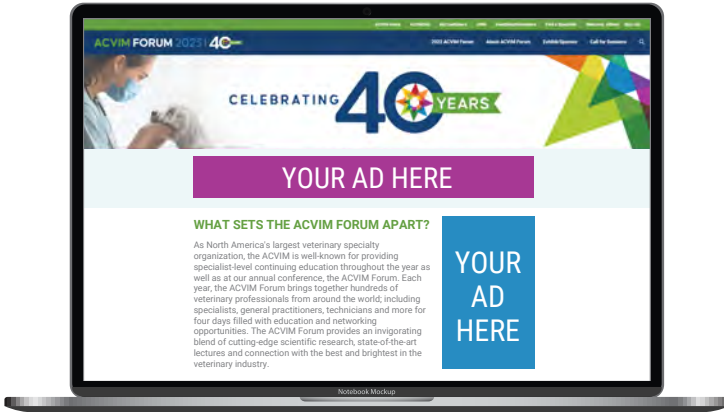 ACVIM FORUM 2023 | 40
2023 ACVIM Forum About ACVIM Forum Exhibit/Sponsor Call for Sessions
CELEBRATING 40 YEARS
YOUR AD HERE
WHAT SETS THE ACVIM FORUM APART?
As North America's largest veterinary specialty
organization, the ACVIM is well-known for providing
specialist-level continuing education throughout the year as
well as at our annual conference, the ACVIM Forum. Each
year, the ACVIM Forum brings together hundreds of
veterinary professionals from around the world; including
specialists, general practitioners, technicians and more for
four days filled with education and networking
opportunities. The ACVIM Forum provides an invigorating
blend of cutting-edge scientific research, state-of-the-art
lectures and connection with the best and brightest in the
veterinary industry.
YOUR
AD
HERE
Notebook Mockup